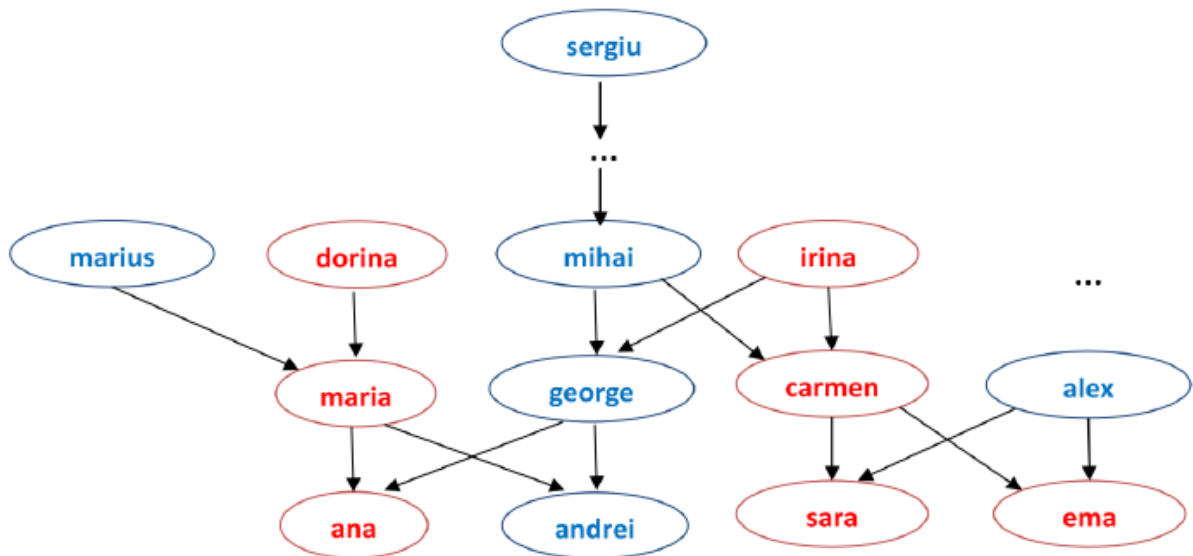 sergiu
...
marius dorina mihai irina
...
maria george carmen alex
ana andrei sara ema